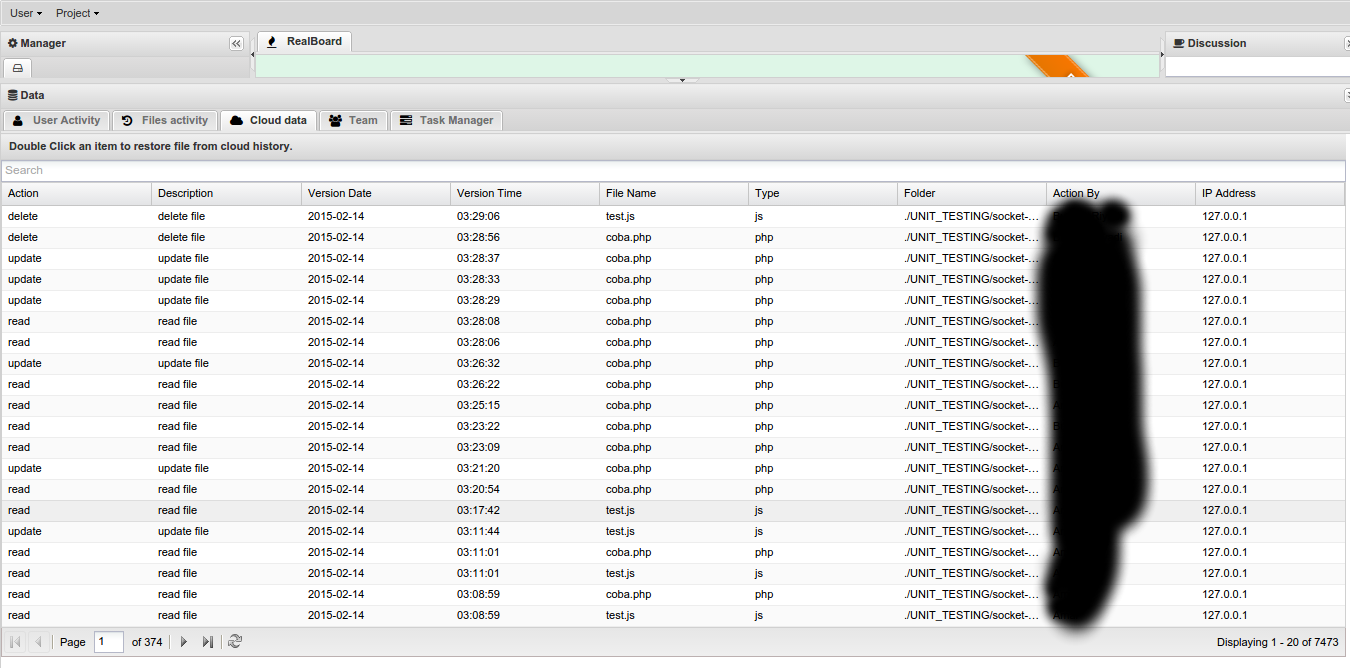 User Project
Manager RealBoard Discussion
Data
User Activity Files activity Cloud data Team Task Manager
Double Click an item to restore file from cloud history.
Search
Action Description Version Date Version Time File Name Type Folder Action By IP Address
delete delete file 2015-02-14 03:29:06 test.js js ./UNIT_TESTING/socket-... 127.0.0.1
delete delete file 2015-02-14 03:28:56 coba.php php ./UNIT_TESTING/socket-... 127.0.0.1
update update file 2015-02-14 03:28:37 coba.php php ./UNIT_TESTING/socket-... 127.0.0.1
update update file 2015-02-14 03:28:33 coba.php php ./UNIT_TESTING/socket-... 127.0.0.1
update update file 2015-02-14 03:28:29 coba.php php ./UNIT_TESTING/socket-... 127.0.0.1
read read file 2015-02-14 03:28:08 coba.php php ./UNIT_TESTING/socket-... 127.0.0.1
read read file 2015-02-14 03:28:06 coba.php php ./UNIT_TESTING/socket-... 127.0.0.1
update update file 2015-02-14 03:26:32 coba.php php ./UNIT_TESTING/socket-... 127.0.0.1
read read file 2015-02-14 03:26:22 coba.php php ./UNIT_TESTING/socket-... 127.0.0.1
read read file 2015-02-14 03:25:15 coba.php php ./UNIT_TESTING/socket-... 127.0.0.1
read read file 2015-02-14 03:23:22 coba.php php ./UNIT_TESTING/socket-... 127.0.0.1
read read file 2015-02-14 03:23:09 coba.php php ./UNIT_TESTING/socket-... 127.0.0.1
update update file 2015-02-14 03:21:20 coba.php php ./UNIT_TESTING/socket-... 127.0.0.1
read read file 2015-02-14 03:20:54 coba.php php ./UNIT_TESTING/socket-... 127.0.0.1
read read file 2015-02-14 03:17:42 test.js js ./UNIT_TESTING/socket-... 127.0.0.1
update update file 2015-02-14 03:11:44 test.js js ./UNIT_TESTING/socket-... 127.0.0.1
read read file 2015-02-14 03:11:01 coba.php php ./UNIT_TESTING/socket-... 127.0.0.1
read read file 2015-02-14 03:11:01 test.js js ./UNIT_TESTING/socket-... 127.0.0.1
read read file 2015-02-14 03:08:59 coba.php php ./UNIT_TESTING/socket-... 127.0.0.1
read read file 2015-02-14 03:08:59 test.js js ./UNIT_TESTING/socket-... 127.0.0.1
Page 1 of 374 Displaying 1 - 20 of 7473